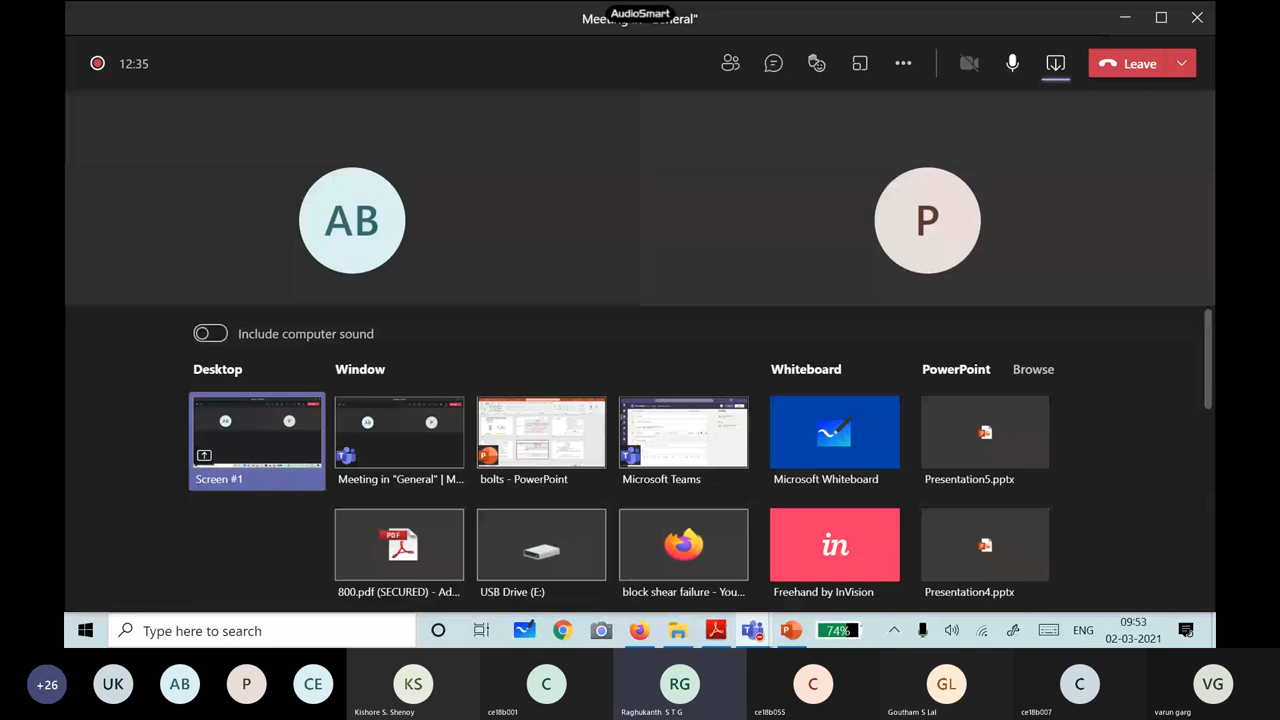 AudioSmart
12:35
Leave
AB
P
Include computer sound
Desktop
Window
Whiteboard
PowerPoint
Browse
Screen #1
Meeting in "General" | M...
bolts - PowerPoint
Microsoft Teams
Microsoft Whiteboard
Presentation5.pptx
PDF
in
800.pdf (SECURED) - Ad...
USB Drive (E:)
block shear failure - You...
Freehand by InVision
Presentation4.pptx
Type here to search
74%
ENG
09:53
02-03-2021
+26
UK
AB
P
CE
KS
C
RG
C
GL
C
VG
Kishore S. Shenoy
ce18b001
Raghukanth S T G
ce18b055
Goutham S Lal
ce18b007
varun garg